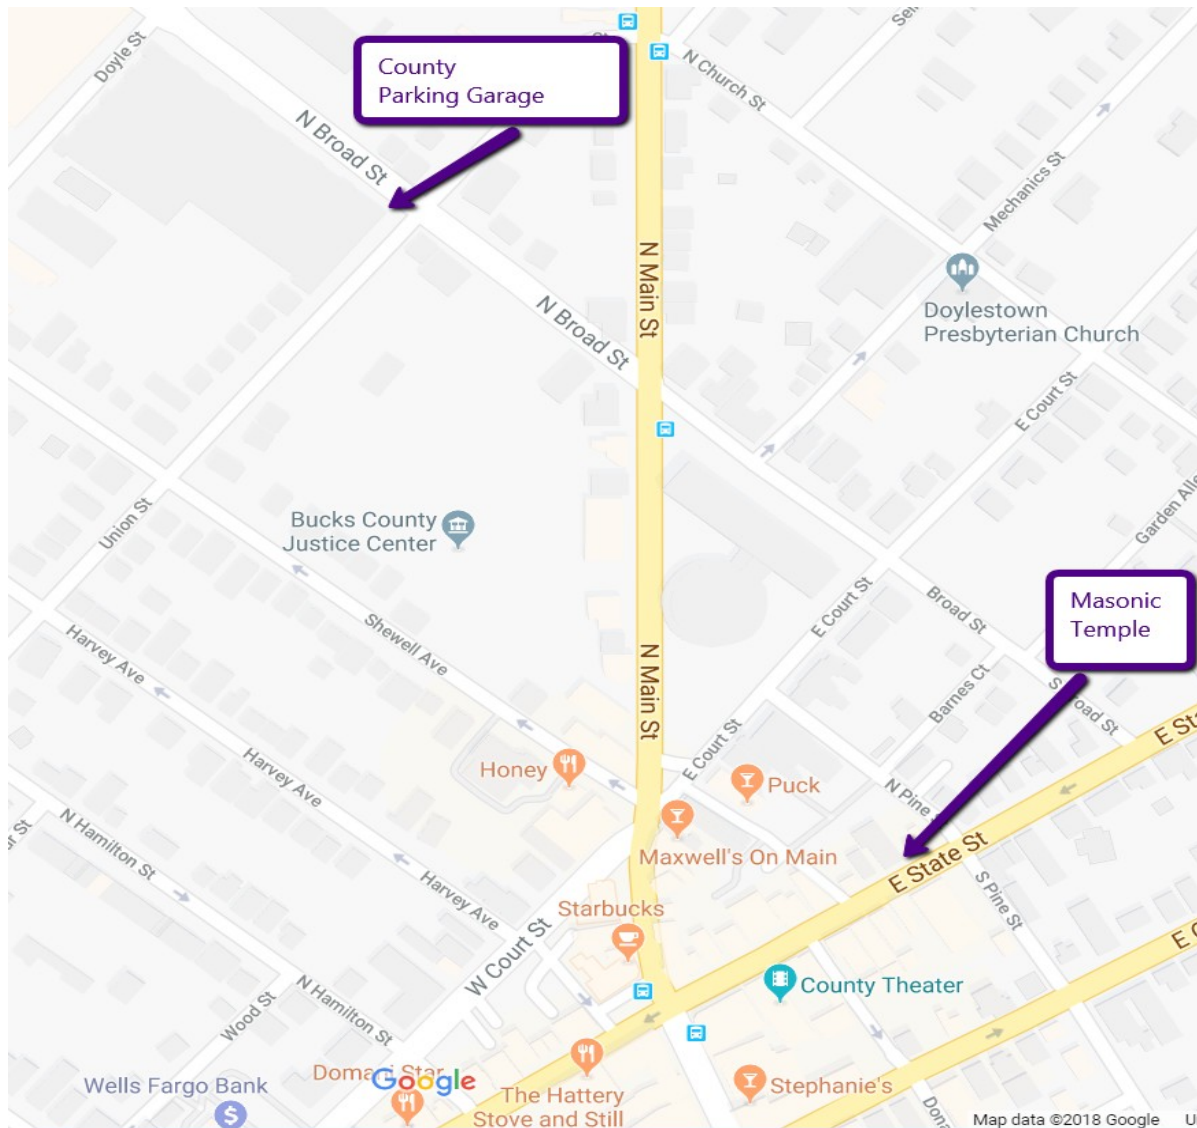 County
Parking Garage
Doyle St
N Church St
N Broad St
Mechanics St
N Main St
Doylestown
Presbyterian Church
N Broad St
E Court St
Garden
Union St
Bucks County
Justice Center
E Court St
Broad St
Masonic
Temple
Harvey Ave
Shewell Ave
N Main St
Barnes Ct
E Court St
Honey
Puck
N Pine
Harvey Ave
Maxwell's On Main
E State St
N Hamilton St
Harvey Ave
S Pine St
Starbucks
W Court St
County Theater
Wood St
N Hamilton St
Wells Fargo Bank
Google
The Hattery
Stove and Still
Stephanie's
Map data ©2018 Google